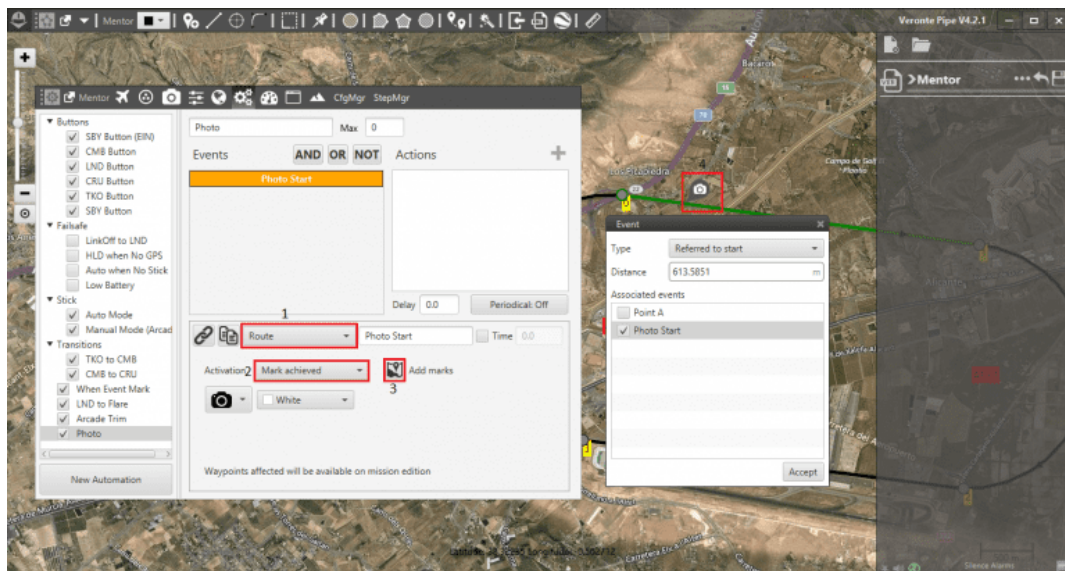 Mentor
Veronte Pipe V4.2.1
Mentor
CfgMgr
StepMgr
>Mentor
Buttons
SBY Button (EIN)
CMB Button
LND Button
CRU Button
TKO Button
SBY Button
Failsafe
LinkOff to LND
HLD when No GPS
Auto when No Stick
Low Battery
Stick
Auto Mode
Manual Mode (Arcad
Transitions
TKO to CMB
CMB to CRU
When Event Mark
LND to Flare
Arcade Trim
Photo
New Automation
Photo
Max 0
Events
AND OR NOT
Actions
Photo Start
Delay 0.0
Periodical: Off
1
Route
Photo Start
Time 0.0
Activation
2
Mark achieved
Add marks
3
White
Waypoints affected will be available on mission edition
Bacarot
Event
Type Referred to start
Distance 613.5851 m
Associated events
Point A
Photo Start
Accept
Silence Alarms